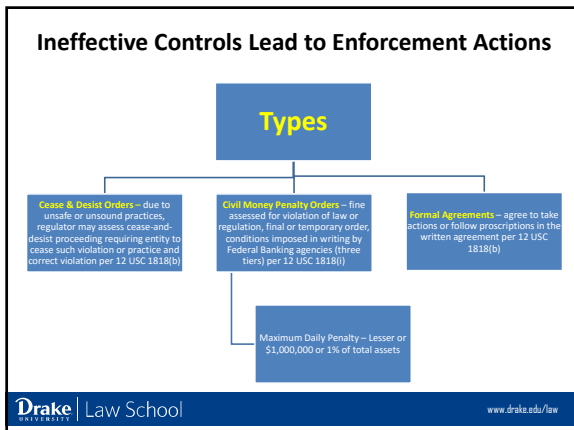 Ineffective Controls Lead to Enforcement Actions
Types
Cease & Desist Orders – due to
unsafe or unsound practices,
regulator may assess cease-and-
desist proceeding requiring entity to
cease such violation or practice and
correct violation per 12 USC 1818(b)
Civil Money Penalty Orders – fine
assessed for violation of law or
regulation, final or temporary order,
conditions imposed in writing by
Federal Banking agencies (three
tiers) per 12 USC 1818(i)
Formal Agreements – agree to take
actions or follow proscriptions in the
written agreement per 12 USC
1818(b)
Maximum Daily Penalty – Lesser or
$1,000,000 or 1% of total assets
Drake Law School
UNIVERSITY
www.drake.edu/law